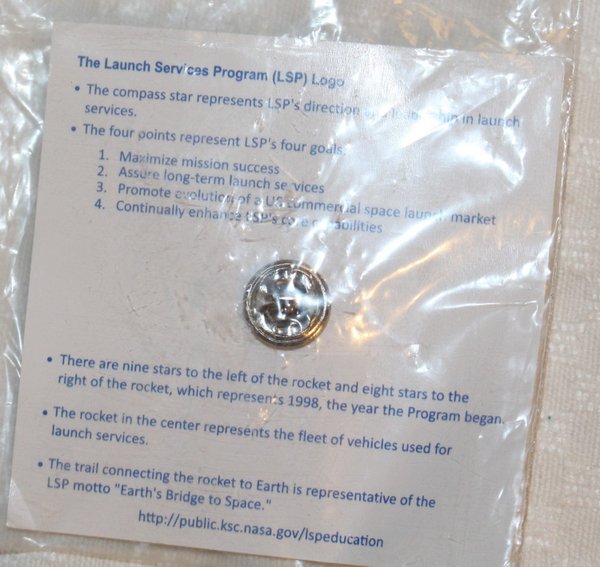 The Launch Services Program (LSP) Logo
• The compass star represents LSP's direction and leadership in launch
services.
• The four points represent LSP's four goals:
1. Maximize mission success
2. Assure long-term launch services
3. Promote evolution of a US commercial space launch market
4. Continually enhance LSP's core capabilities
• There are nine stars to the left of the rocket and eight stars to the
right of the rocket, which represents 1998, the year the Program began.
• The rocket in the center represents the fleet of vehicles used for
launch services.
• The trail connecting the rocket to Earth is representative of the
LSP motto "Earth's Bridge to Space."
http://public.ksc.nasa.gov/lspeducation